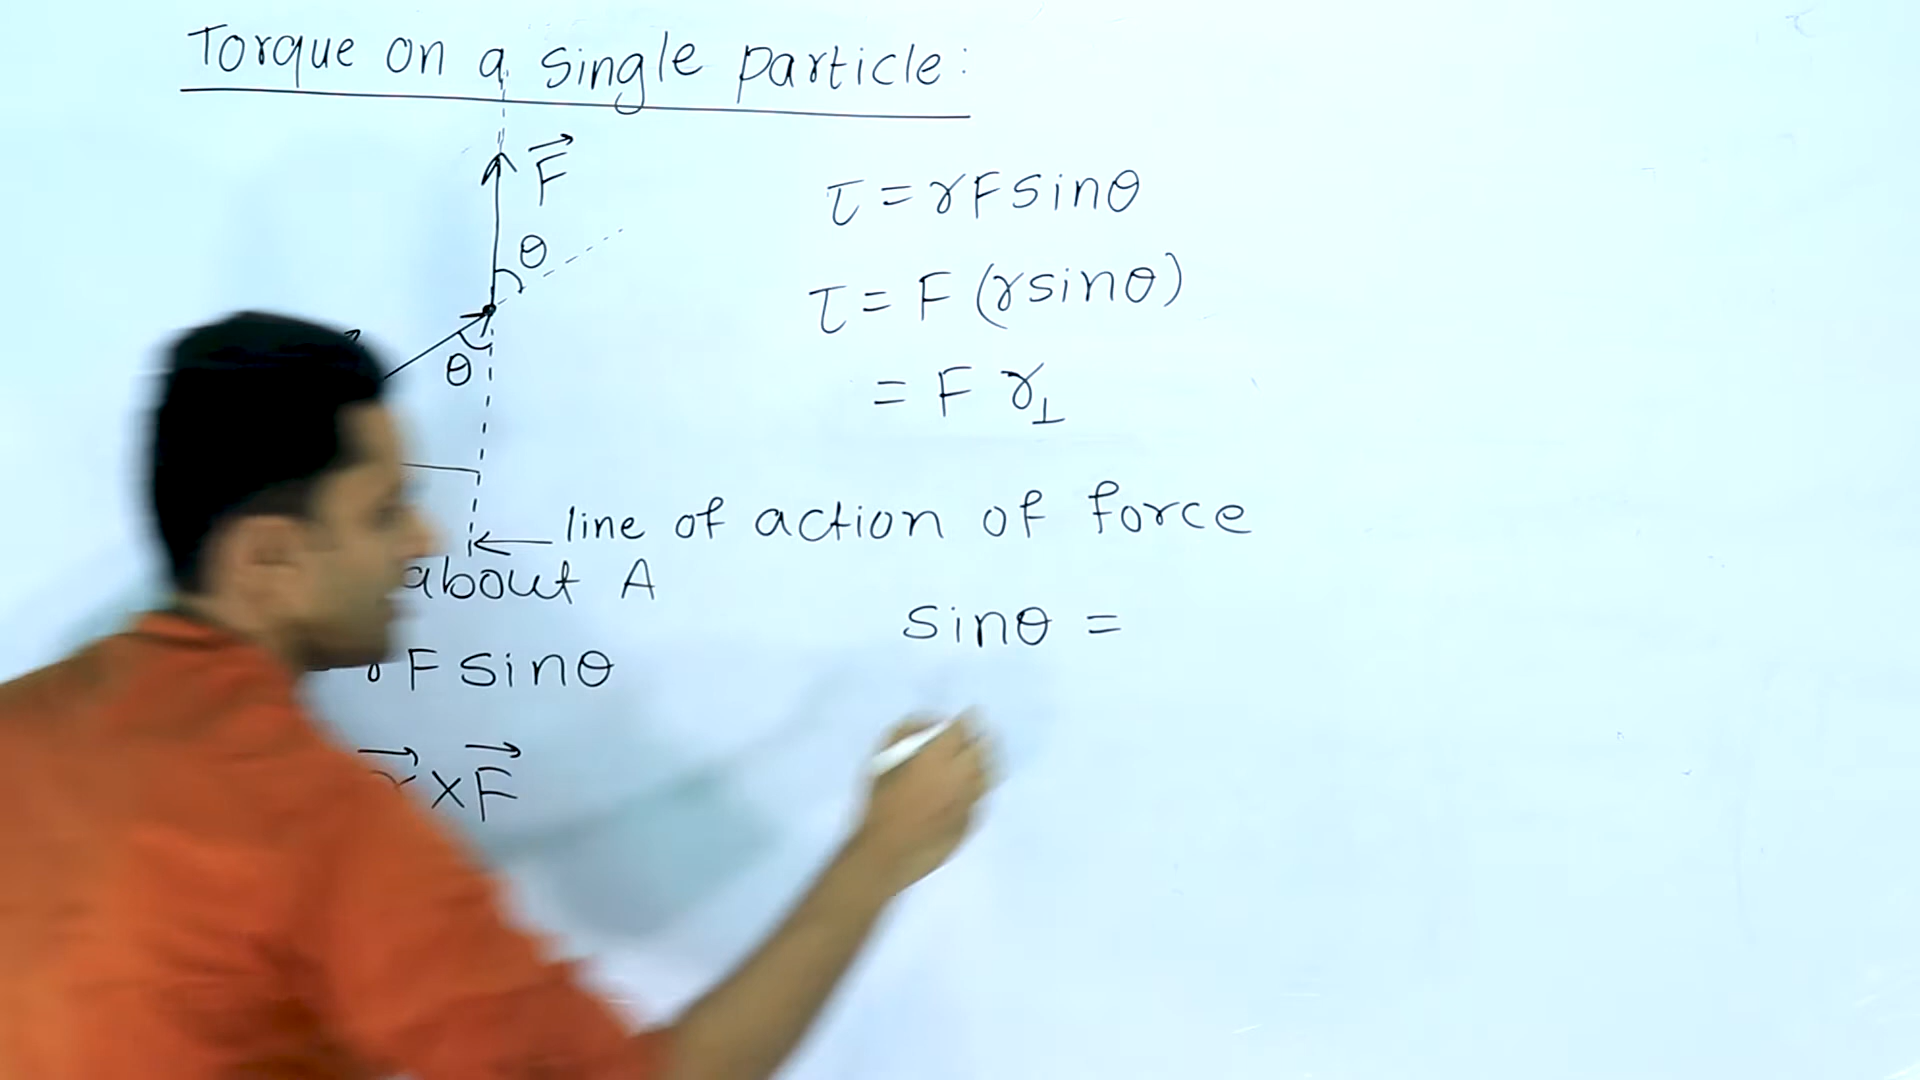 Torque on a single particle:
F⃗
θ
θ
τ = rF sinθ
τ = F (r sinθ)
= F r⊥
line of action of force
about A
sinθ =
F sinθ
× F⃗